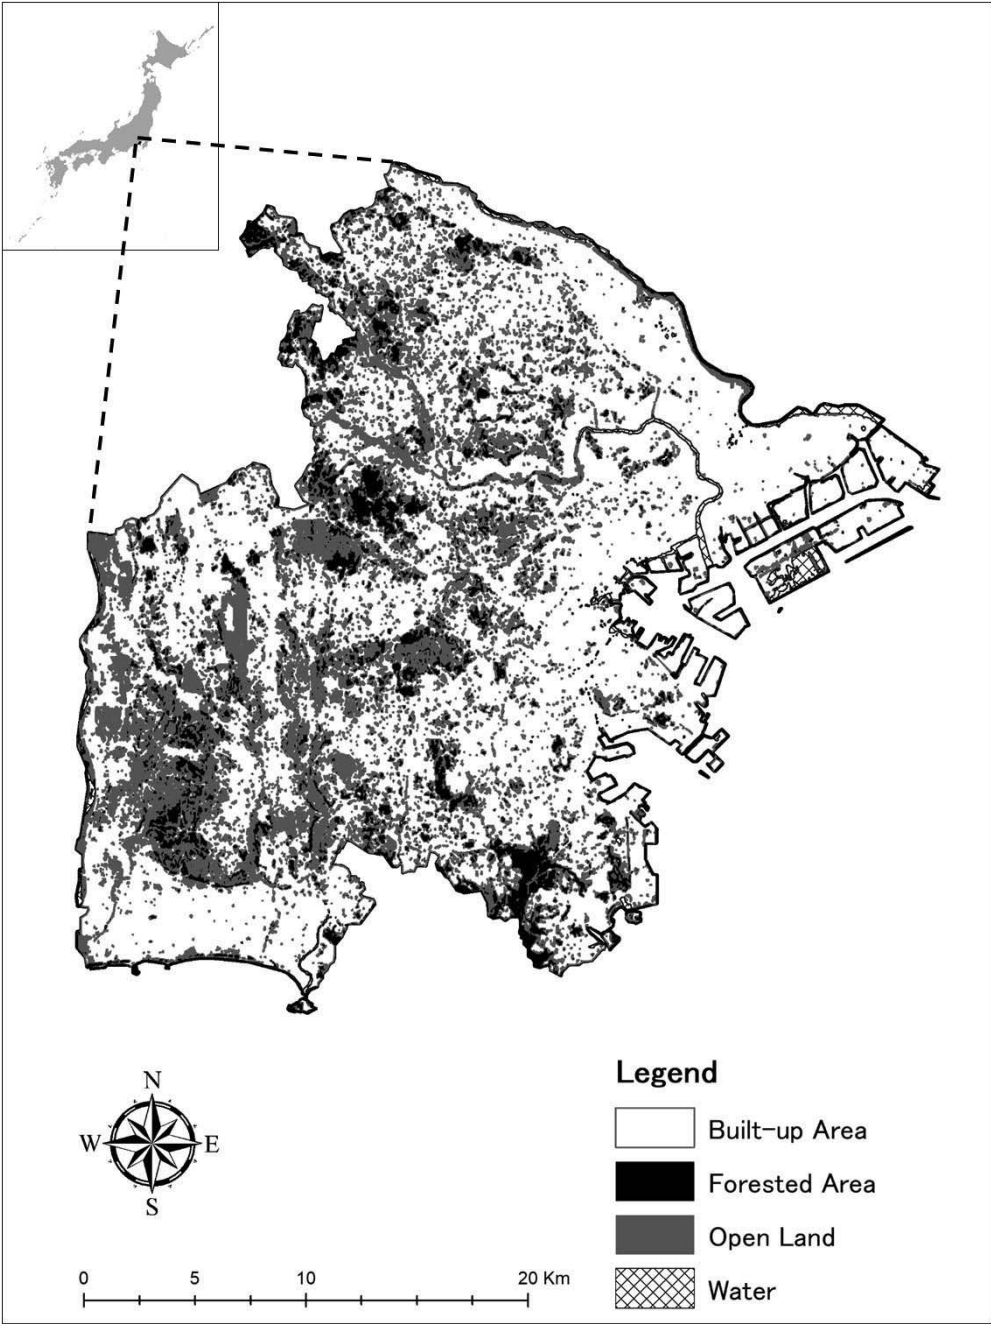 N
W E
S
0 5 10 20 Km
Legend
Built-up Area
Forested Area
Open Land
Water